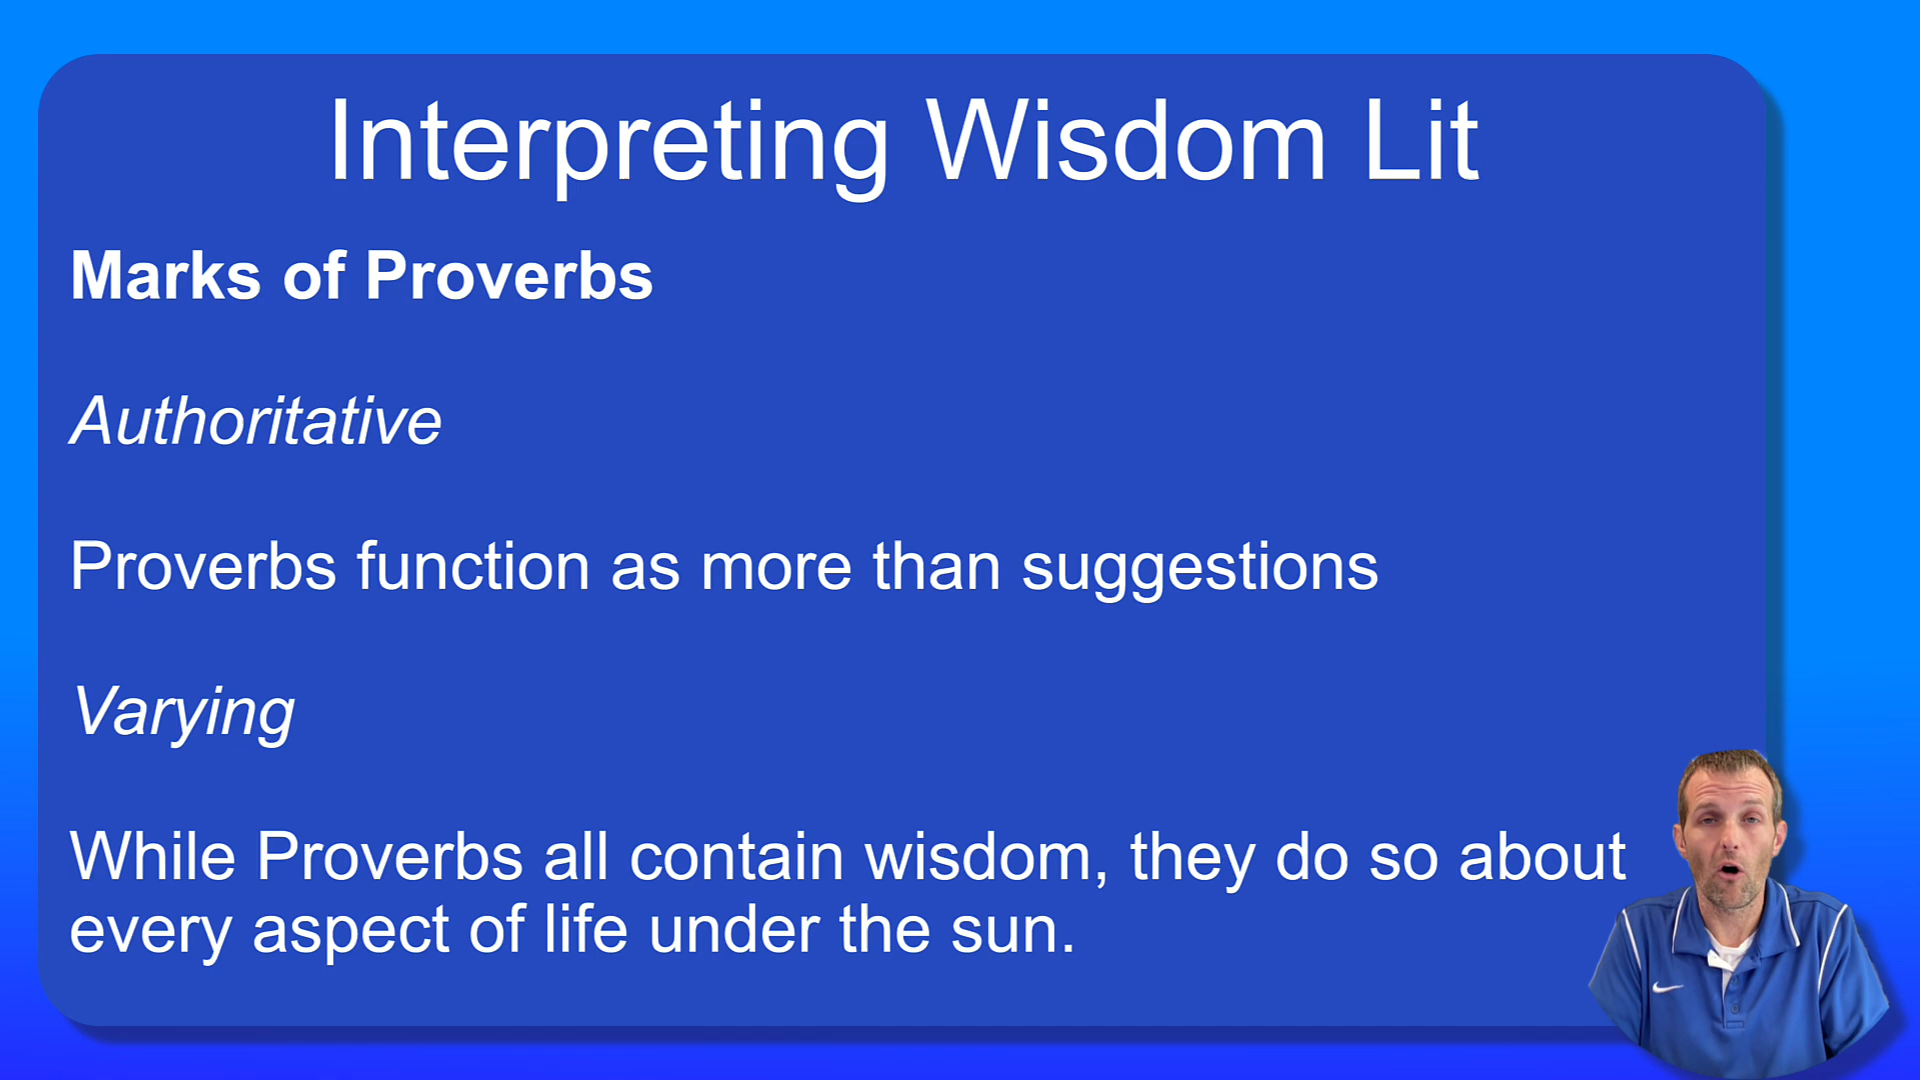 Interpreting Wisdom Lit
Marks of Proverbs
Authoritative
Proverbs function as more than suggestions
Varying
While Proverbs all contain wisdom, they do so about
every aspect of life under the sun.